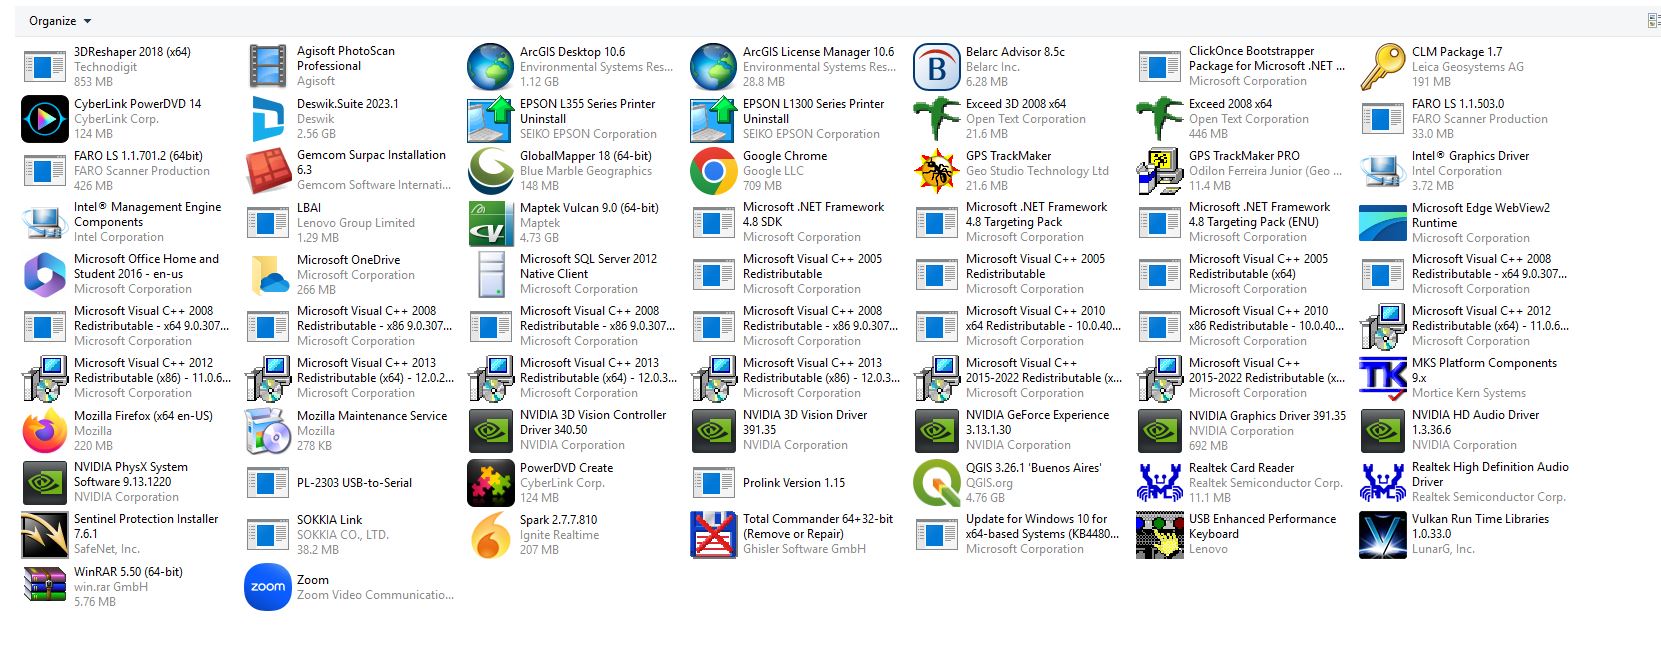 Organize
3DReshaper 2018 (x64)
Technodigit
853 MB
Agisoft PhotoScan
Professional
Agisoft
ArcGIS Desktop 10.6
Environmental Systems Res...
1.12 GB
ArcGIS License Manager 10.6
Environmental Systems Res...
28.8 MB
Belarc Advisor 8.5c
Belarc Inc.
6.28 MB
ClickOnce Bootstrapper
Package for Microsoft .NET ...
Microsoft Corporation
CLM Package 1.7
Leica Geosystems AG
191 MB
CyberLink PowerDVD 14
CyberLink Corp.
124 MB
Deswik.Suite 2023.1
Deswik
2.56 GB
EPSON L355 Series Printer
Uninstall
SEIKO EPSON Corporation
EPSON L1300 Series Printer
Uninstall
SEIKO EPSON Corporation
Exceed 3D 2008 x64
Open Text Corporation
21.6 MB
Exceed 2008 x64
Open Text Corporation
446 MB
FARO LS 1.1.503.0
FARO Scanner Production
33.0 MB
FARO LS 1.1.701.2 (64bit)
FARO Scanner Production
426 MB
Gemcom Surpac Installation
6.3
Gemcom Software Internati...
GlobalMapper 18 (64-bit)
Blue Marble Geographics
148 MB
Google Chrome
Google LLC
709 MB
GPS TrackMaker
Geo Studio Technology Ltd
21.6 MB
GPS TrackMaker PRO
Odilon Ferreira Junior (Geo ...
11.4 MB
Intel® Graphics Driver
Intel Corporation
3.72 MB
Intel® Management Engine
Components
Intel Corporation
LBAI
Lenovo Group Limited
1.29 MB
Maptek Vulcan 9.0 (64-bit)
Maptek
4.73 GB
Microsoft .NET Framework
4.8 SDK
Microsoft Corporation
Microsoft .NET Framework
4.8 Targeting Pack
Microsoft Corporation
Microsoft .NET Framework
4.8 Targeting Pack (ENU)
Microsoft Corporation
Microsoft Edge WebView2
Runtime
Microsoft Corporation
Microsoft Office Home and
Student 2016 - en-us
Microsoft Corporation
Microsoft OneDrive
Microsoft Corporation
266 MB
Microsoft SQL Server 2012
Native Client
Microsoft Corporation
Microsoft Visual C++ 2005
Redistributable
Microsoft Corporation
Microsoft Visual C++ 2005
Redistributable
Microsoft Corporation
Microsoft Visual C++ 2005
Redistributable (x64)
Microsoft Corporation
Microsoft Visual C++ 2008
Redistributable - x64 9.0.307...
Microsoft Corporation
Microsoft Visual C++ 2008
Redistributable - x64 9.0.307...
Microsoft Corporation
Microsoft Visual C++ 2008
Redistributable - x86 9.0.307...
Microsoft Corporation
Microsoft Visual C++ 2008
Redistributable - x86 9.0.307...
Microsoft Corporation
Microsoft Visual C++ 2008
Redistributable - x86 9.0.307...
Microsoft Corporation
Microsoft Visual C++ 2010
x64 Redistributable - 10.0.40...
Microsoft Corporation
Microsoft Visual C++ 2010
x86 Redistributable - 10.0.40...
Microsoft Corporation
Microsoft Visual C++ 2012
Redistributable (x64) - 11.0.6...
Microsoft Corporation
Microsoft Visual C++ 2012
Redistributable (x86) - 11.0.6...
Microsoft Corporation
Microsoft Visual C++ 2013
Redistributable (x64) - 12.0.2...
Microsoft Corporation
Microsoft Visual C++ 2013
Redistributable (x64) - 12.0.3...
Microsoft Corporation
Microsoft Visual C++ 2013
Redistributable (x86) - 12.0.3...
Microsoft Corporation
Microsoft Visual C++
2015-2022 Redistributable (x...
Microsoft Corporation
Microsoft Visual C++
2015-2022 Redistributable (x...
Microsoft Corporation
MKS Platform Components
9.x
Mortice Kern Systems
Mozilla Firefox (x64 en-US)
Mozilla
220 MB
Mozilla Maintenance Service
Mozilla
278 KB
NVIDIA 3D Vision Controller
Driver 340.50
NVIDIA Corporation
NVIDIA 3D Vision Driver
391.35
NVIDIA Corporation
NVIDIA GeForce Experience
3.13.1.30
NVIDIA Corporation
NVIDIA Graphics Driver 391.35
NVIDIA Corporation
692 MB
NVIDIA HD Audio Driver
1.3.36.6
NVIDIA Corporation
NVIDIA PhysX System
Software 9.13.1220
NVIDIA Corporation
PL-2303 USB-to-Serial
PowerDVD Create
CyberLink Corp.
124 MB
Prolink Version 1.15
QGIS 3.26.1 'Buenos Aires'
QGIS.org
4.76 GB
Realtek Card Reader
Realtek Semiconductor Corp.
11.1 MB
Realtek High Definition Audio
Driver
Realtek Semiconductor Corp.
Sentinel Protection Installer
7.6.1
SafeNet, Inc.
SOKKIA Link
SOKKIA CO., LTD.
38.2 MB
Spark 2.7.7.810
Ignite Realtime
207 MB
Total Commander 64+32-bit
(Remove or Repair)
Ghisler Software GmbH
Update for Windows 10 for
x64-based Systems (KB4480...
Microsoft Corporation
USB Enhanced Performance
Keyboard
Lenovo
Vulkan Run Time Libraries
1.0.33.0
LunarG, Inc.
WinRAR 5.50 (64-bit)
win.rar GmbH
5.76 MB
zoom
Zoom
Zoom Video Communicatio...